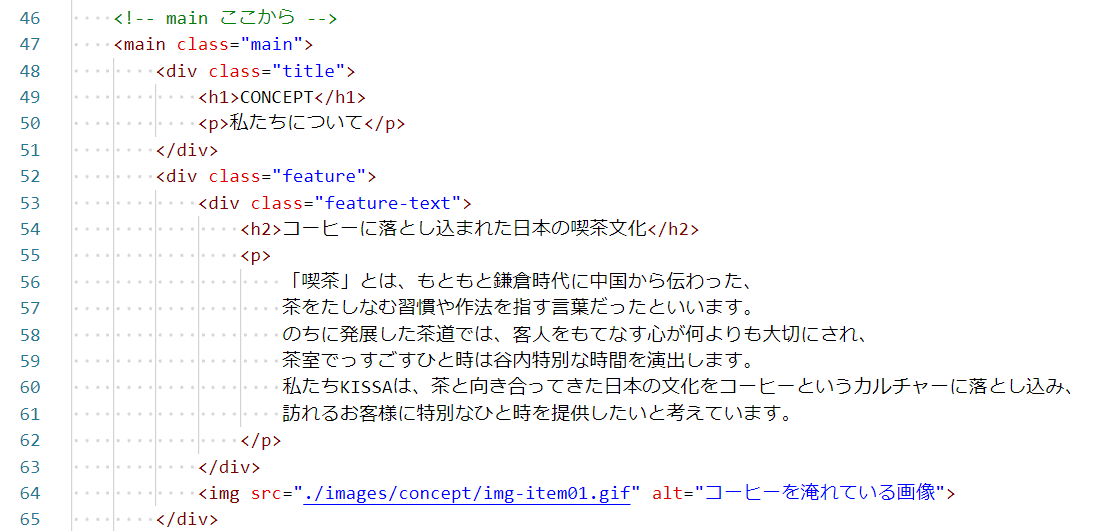 46 <!-- main ここから -->
47 <main class="main">
48 <div class="title">
49 <h1>CONCEPT</h1>
50 <p>私たちについて</p>
51 </div>
52 <div class="feature">
53 <div class="feature-text">
54 <h2>コーヒーに落とし込まれた日本の喫茶文化</h2>
55 <p>
56 「喫茶」とは、もともと鎌倉時代に中国から伝わった、
57 茶をたしなむ習慣や作法を指す言葉だったといいます。
58 のちに発展した茶道では、客人をもてなす心が何よりも大切にされ、
59 茶室でっすごすひと時は谷内特別な時間を演出します。
60 私たちKISSAは、茶と向き合ってきた日本の文化をコーヒーというカルチャーに落とし込み、
61 訪れるお客様に特別なひと時を提供したいと考えています。
62 </p>
63 </div>
64 <img src="./images/concept/img-item01.gif" alt="コーヒーを淹れている画像">
65 </div>